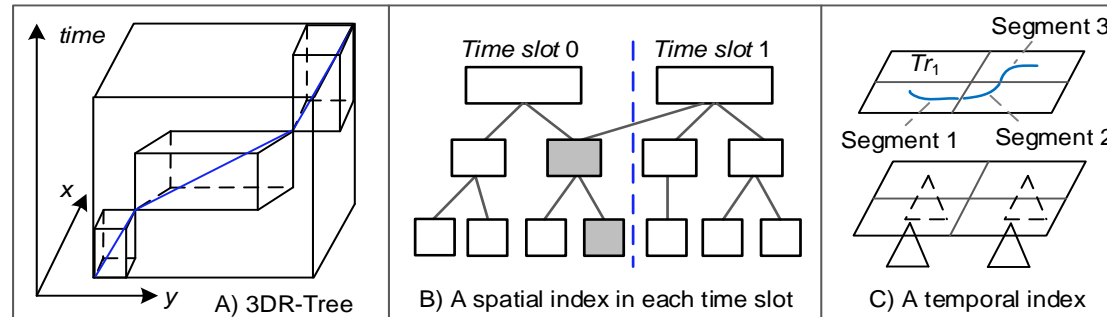 time
x
y
A) 3DR-Tree
Time slot 0
Time slot 1
B) A spatial index in each time slot
Segment 3
Tr1
Segment 1
Segment 2
C) A temporal index